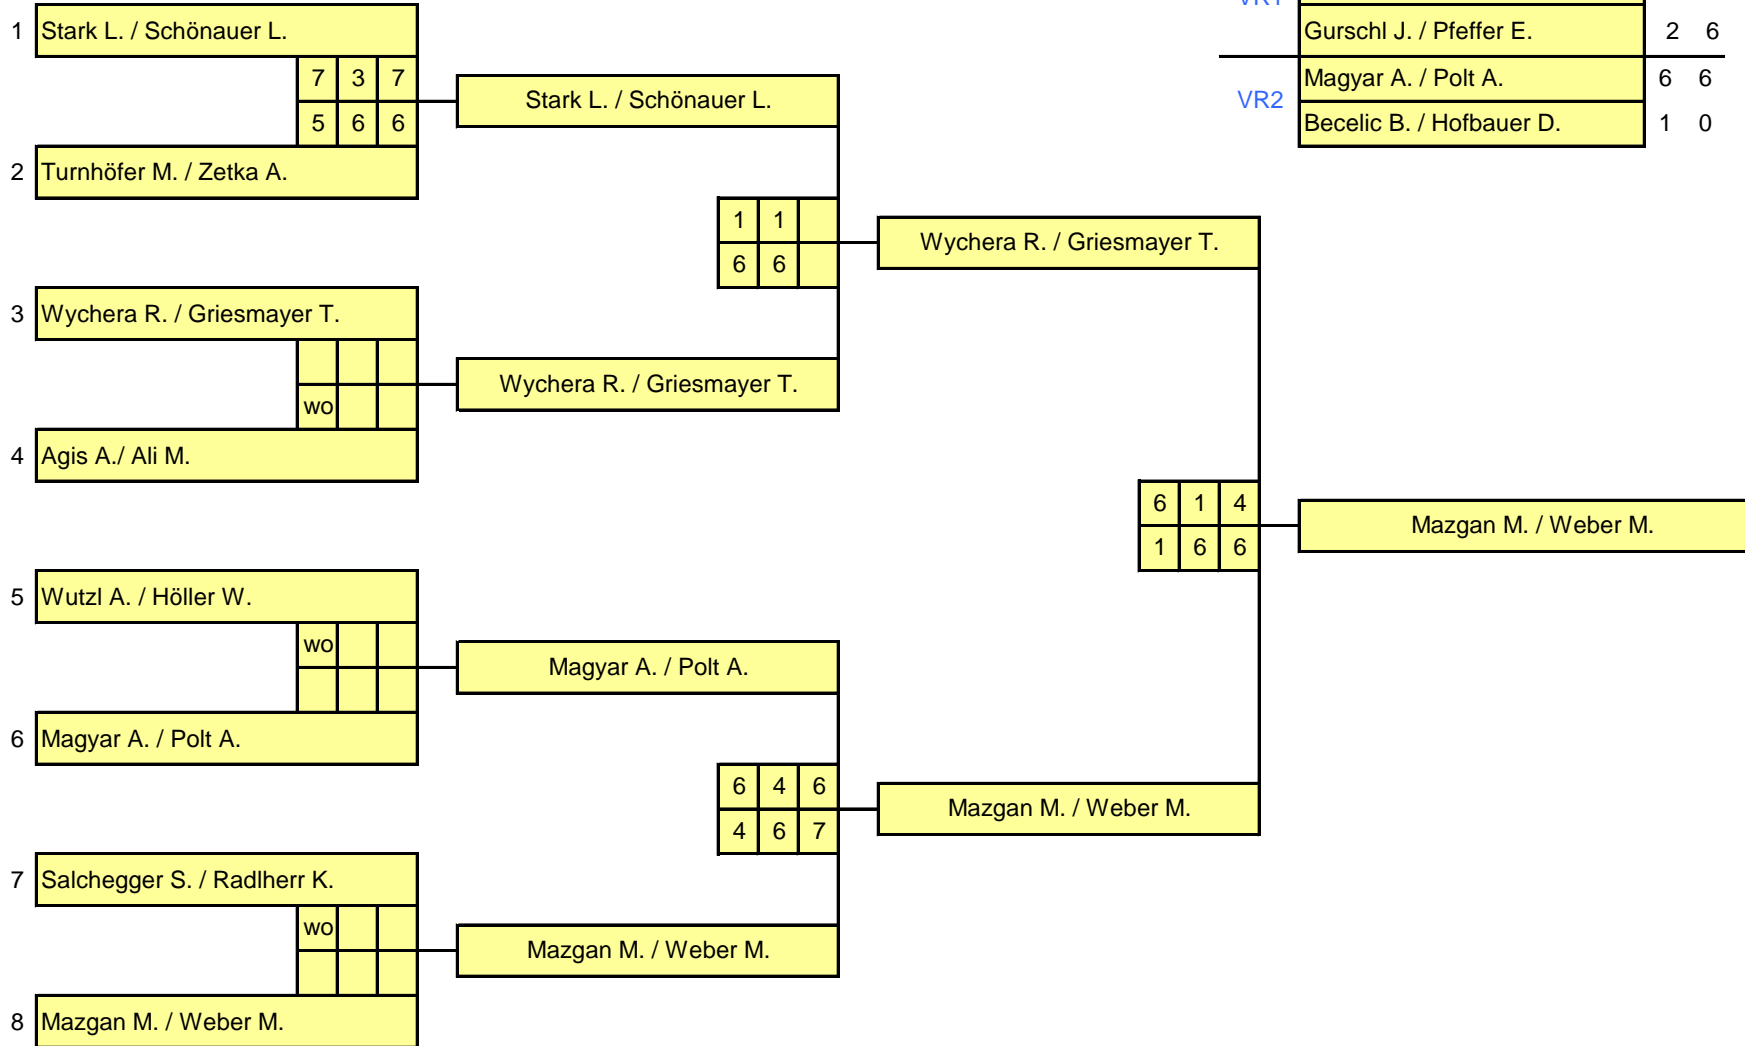 VR1
1 Stark L. / Schönauer L.
Gurschl J. / Pfeffer E. 2 6
7 3 7
Stark L. / Schönauer L.
Magyar A. / Polt A. 6 6
VR2
5 6 6
Becelic B. / Hofbauer D. 1 0
2 Turnhöfer M. / Zetka A.
1 1
Wychera R. / Griesmayer T.
6 6
3 Wychera R. / Griesmayer T.
Wychera R. / Griesmayer T.
wo
4 Agis A./ Ali M.
6 1 4
Mazgan M. / Weber M.
1 6 6
5 Wutzl A. / Höller W.
wo
Magyar A. / Polt A.
6 Magyar A. / Polt A.
6 4 6
Mazgan M. / Weber M.
4 6 7
7 Salchegger S. / Radlherr K.
wo
Mazgan M. / Weber M.
8 Mazgan M. / Weber M.